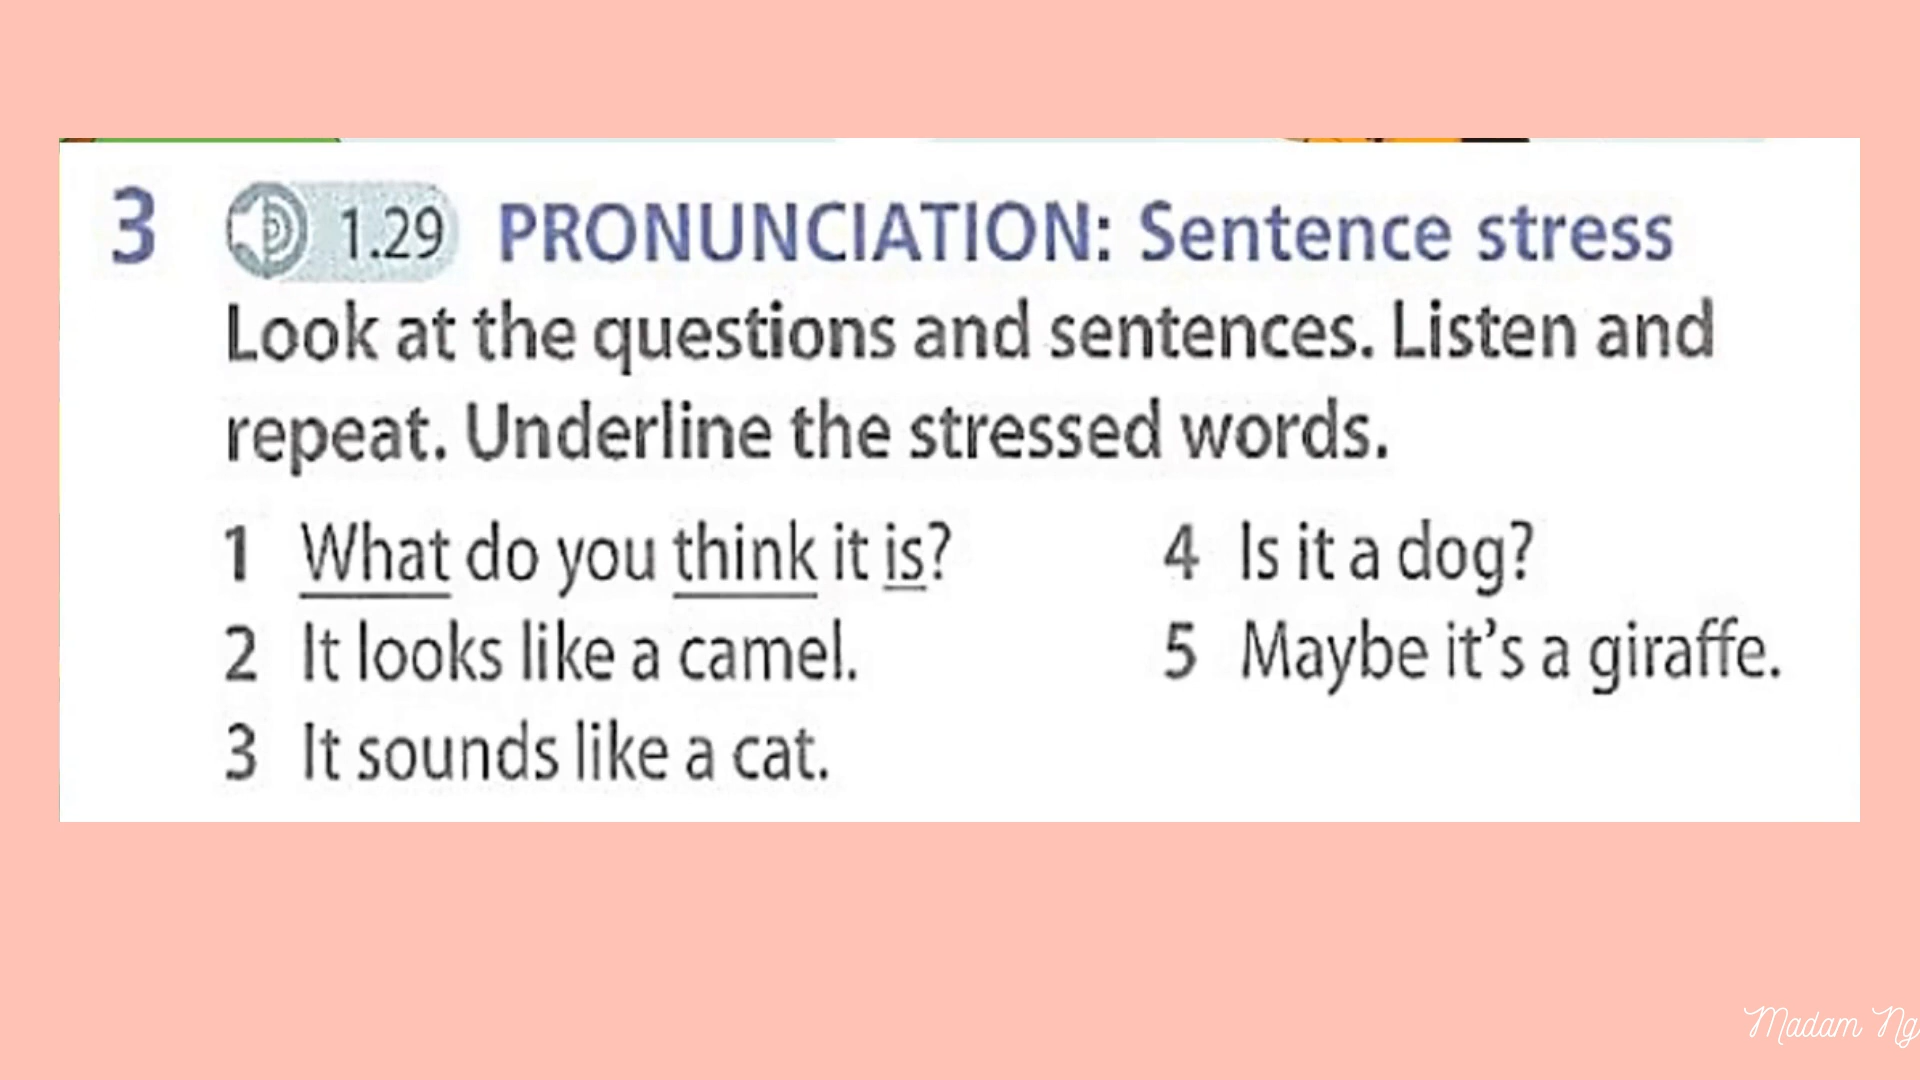 3 1.29 PRONUNCIATION: Sentence stress
Look at the questions and sentences. Listen and
repeat. Underline the stressed words.
1 What do you think it is?
2 It looks like a camel.
3 It sounds like a cat.
4 Is it a dog?
5 Maybe it's a giraffe.
Madam Ng